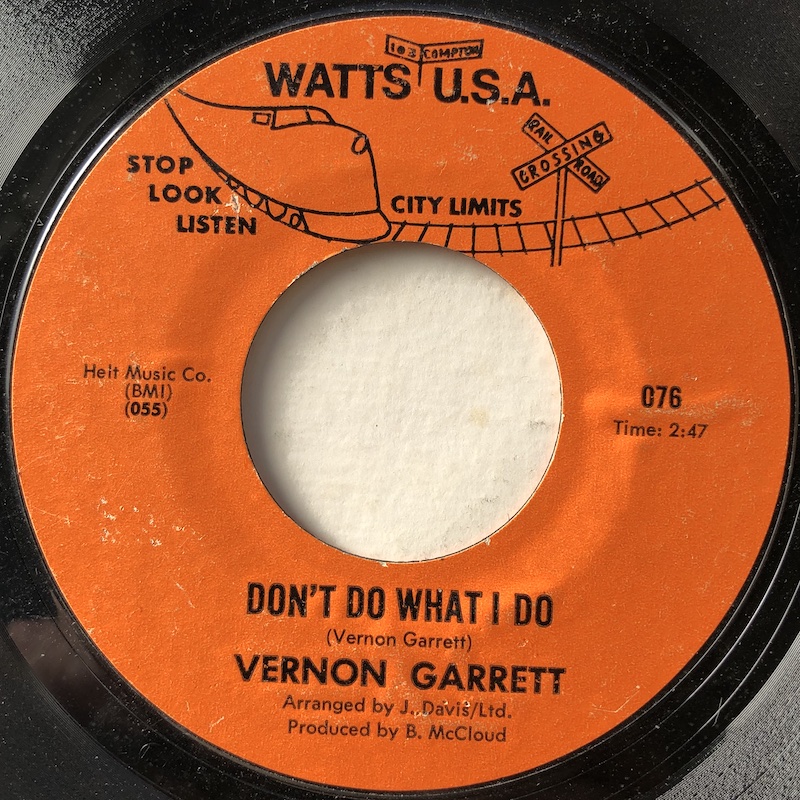 103 COMPTON
WATTS U.S.A.
RAIL
CROSSING
ROAD
STOP
LOOK
LISTEN
CITY LIMITS
Heit Music Co.
(BMI)
(055)
076
Time: 2:47
DON'T DO WHAT I DO
(Vernon Garrett)
VERNON GARRETT
Arranged by J. Davis/Ltd.
Produced by B. McCloud